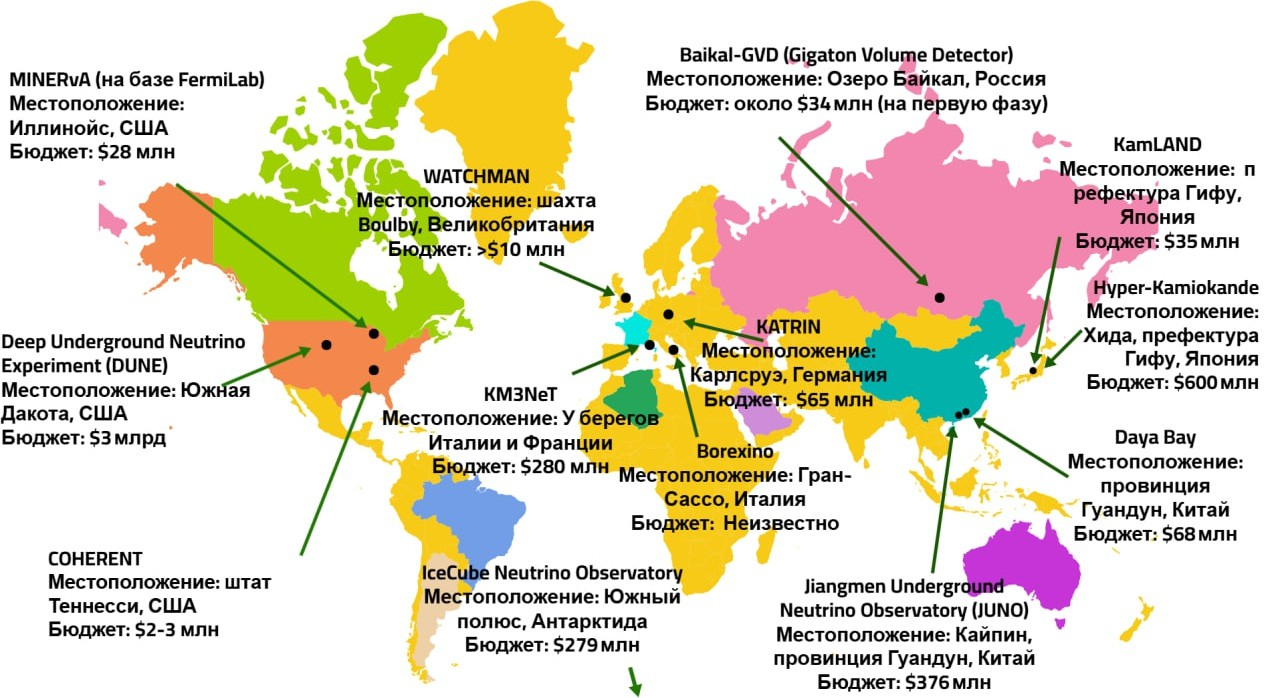 MINERvA (на базе FermiLab)
Местоположение:
Иллинойс, США
Бюджет: $28 млн
Baikal-GVD (Gigaton Volume Detector)
Местоположение: Озеро Байкал, Россия
Бюджет: около $34 млн (на первую фазу)
KamLAND
Местоположение: п
рефектура Гифу,
Япония
Бюджет: $35 млн
WATCHMAN
Местоположение: шахта
Boulby, Великобритания
Бюджет: >$10 млн
Hyper-Kamiokande
Местоположение:
Хида, префектура
Гифу, Япония
Бюджет: $600 млн
Deep Underground Neutrino
Experiment (DUNE)
Местоположение: Южная
Дакота, США
Бюджет: $3 млрд
KATRIN
Местоположение:
Карлсруэ, Германия
Бюджет: $65 млн
KM3NeT
Местоположение: У берегов
Италии и Франции
Бюджет: $280 млн
Borexino
Местоположение: Гран-
Сассо, Италия
Бюджет: Неизвестно
Daya Bay
Местоположение:
провинция
Гуандун, Китай
Бюджет: $68 млн
COHERENT
Местоположение: штат
Теннесси, США
Бюджет: $2-3 млн
IceCube Neutrino Observatory
Местоположение: Южный
полюс, Антарктида
Бюджет: $279 млн
Jiangmen Underground
Neutrino Observatory (JUNO)
Местоположение: Кайпин,
провинция Гуандун, Китай
Бюджет: $376 млн